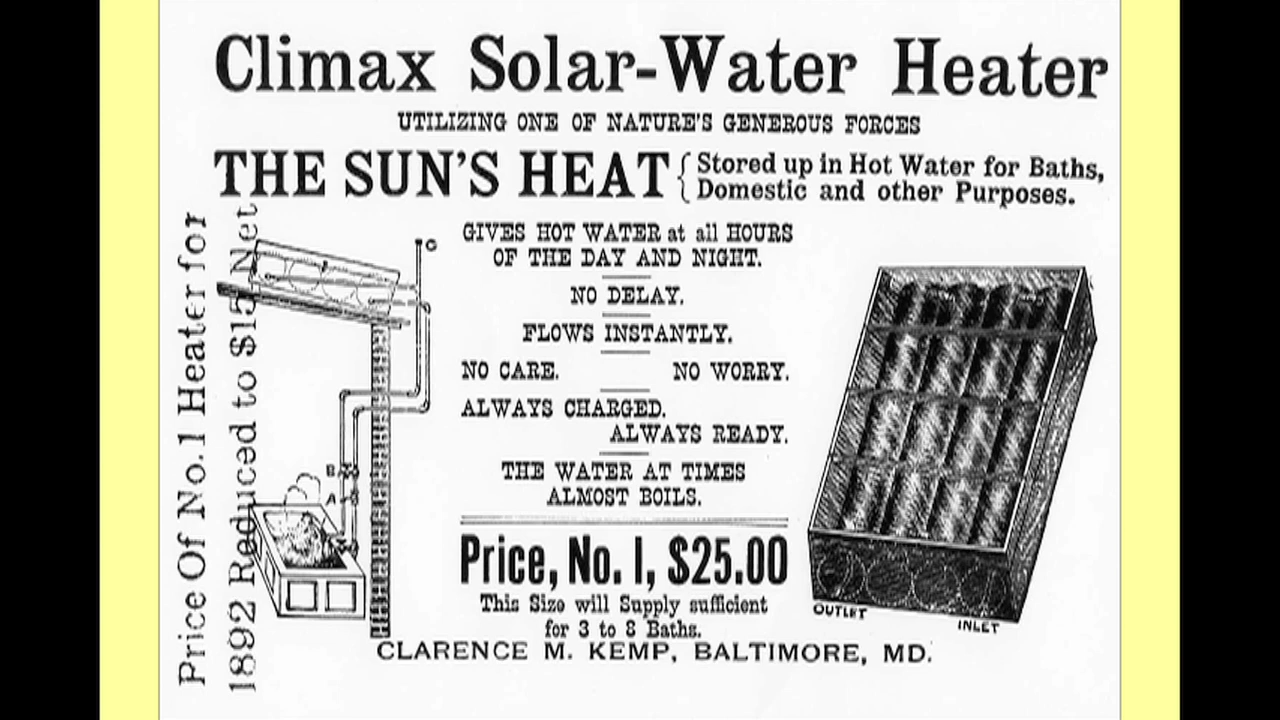 Climax Solar-Water Heater
UTILIZING ONE OF NATURE'S GENEROUS FORCES
THE SUN'S HEAT { Stored up in Hot Water for Baths,
Domestic and other Purposes.
Price Of No.1 Heater for
1892 Reduced to $15 Net
GIVES HOT WATER at all HOURS
OF THE DAY AND NIGHT.
NO DELAY.
FLOWS INSTANTLY.
NO CARE. NO WORRY.
ALWAYS CHARGED.
ALWAYS READY.
THE WATER AT TIMES
ALMOST BOILS.
Price, No. 1, $25.00
This Size will Supply sufficient
for 3 to 8 Baths.
CLARENCE M. KEMP, BALTIMORE, MD.
C
B
A
OUTLET
INLET